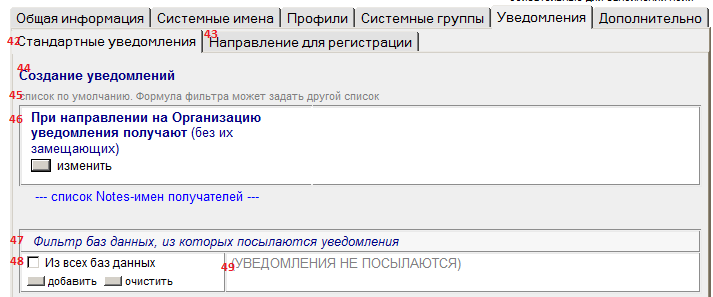 Общая информация Системные имена Профили Системные группы Уведомления Дополнительно
42 Стандартные уведомления 43 Направление для регистрации
44
Создание уведомлений
45 список по умолчанию. Формула фильтра может задать другой список
46 При направлении на Организацию
уведомления получают (без их
замещающих)
изменить
--- список Notes-имен получателей ---
47 Фильтр баз данных, из которых посылаются уведомления
48 Из всех баз данных 49 (УВЕДОМЛЕНИЯ НЕ ПОСЫЛАЮТСЯ)
добавить очистить